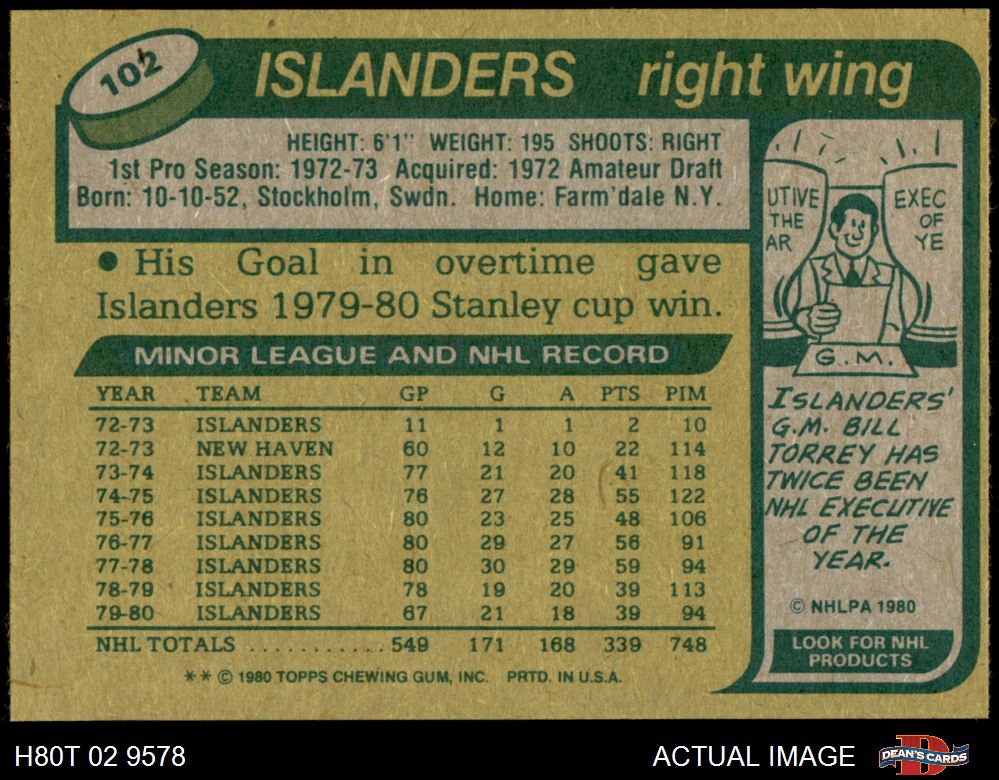 102
ISLANDERS right wing
HEIGHT: 6'1" WEIGHT: 195 SHOOTS: RIGHT
1st Pro Season: 1972-73 Acquired: 1972 Amateur Draft
Born: 10-10-52, Stockholm, Swdn. Home: Farm'dale N.Y.
• His Goal in overtime gave
Islanders 1979-80 Stanley cup win.
MINOR LEAGUE AND NHL RECORD
YEAR TEAM GP G A PTS PIM
72-73 ISLANDERS 11 1 1 2 10
72-73 NEW HAVEN 60 12 10 22 114
73-74 ISLANDERS 77 21 20 41 118
74-75 ISLANDERS 76 27 28 55 122
75-76 ISLANDERS 80 23 25 48 106
76-77 ISLANDERS 80 29 27 56 91
77-78 ISLANDERS 80 30 29 59 94
78-79 ISLANDERS 78 19 20 39 113
79-80 ISLANDERS 67 21 18 39 94
NHL TOTALS ........... 549 171 168 339 748
** © 1980 TOPPS CHEWING GUM, INC. PRTD. IN U.S.A.
UTIVE
THE
AR
EXEC
OF
YE
G.M.
ISLANDERS'
G.M. BILL
TORREY HAS
TWICE BEEN
NHL EXECUTIVE
OF THE
YEAR.
© NHLPA 1980
LOOK FOR NHL
PRODUCTS
H80T 02 9578
ACTUAL IMAGE
D
DEAN'S CARDS